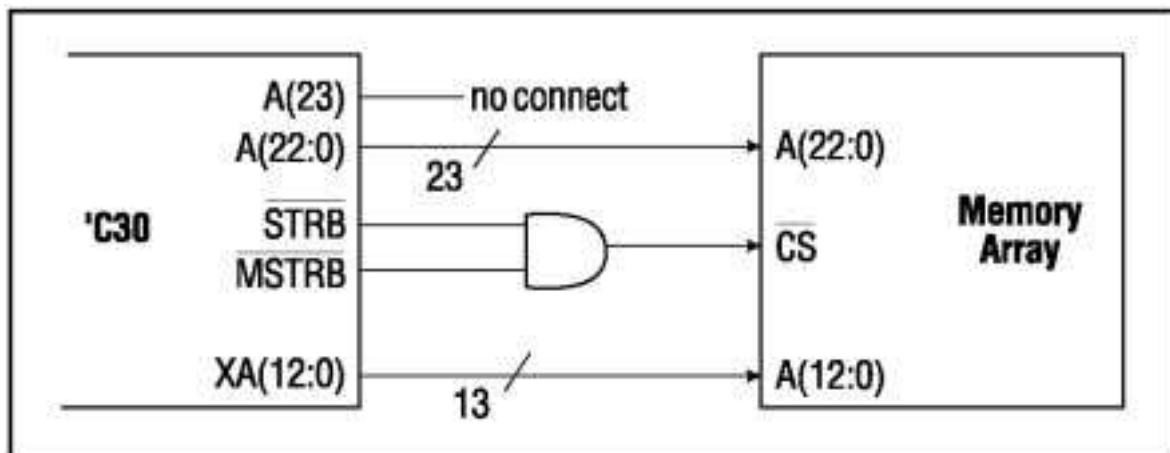 A(23)
no connect
A(22:0)
23
A(22:0)
'C30
STRB
MSTRB
CS
Memory
Array
XA(12:0)
13
A(12:0)